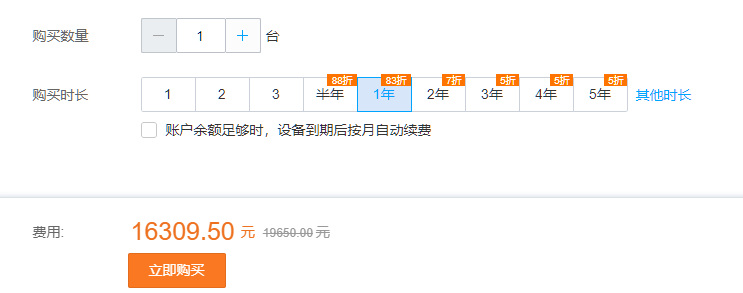 购买数量 1 台
88折 83折 7折 5折 5折 5折
购买时长 1 2 3 半年 1年 2年 3年 4年 5年 其他时长
账户余额足够时，设备到期后按月自动续费
费用: 16309.50 元 19650.00 元
立即购买